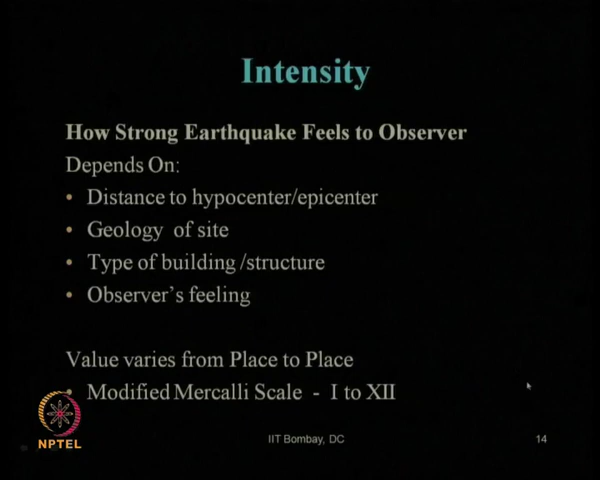 Intensity
How Strong Earthquake Feels to Observer
Depends On:
• Distance to hypocenter/epicenter
• Geology of site
• Type of building /structure
• Observer's feeling
Value varies from Place to Place
• Modified Mercalli Scale - I to XII
NPTEL
IIT Bombay, DC
14